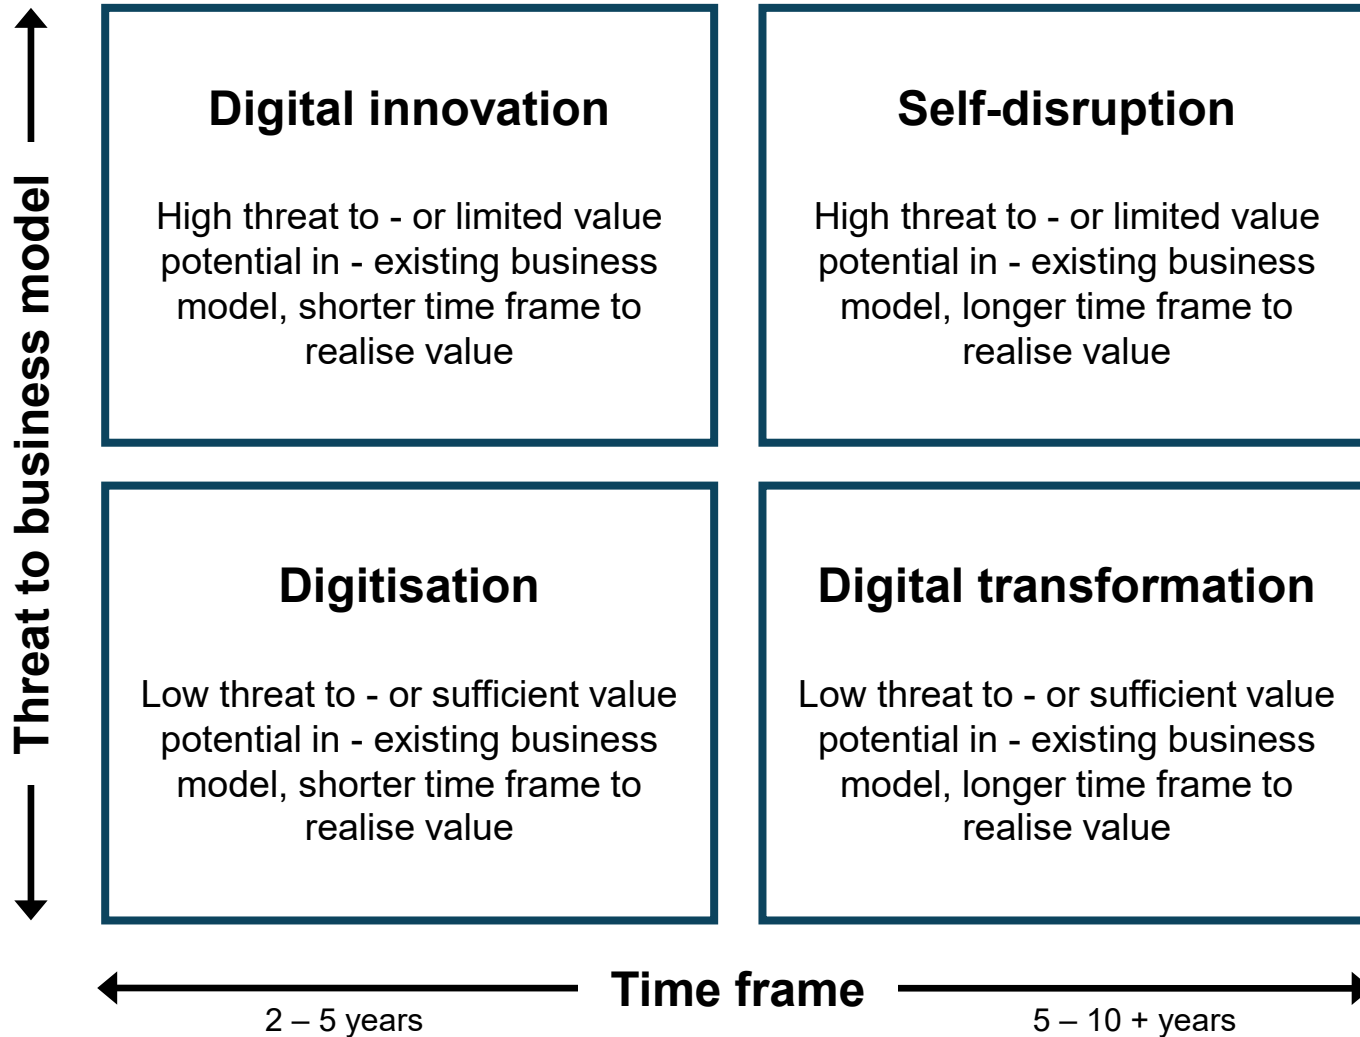 Threat to business model
Digital innovation
High threat to - or limited value
potential in - existing business
model, shorter time frame to
realise value
Self-disruption
High threat to - or limited value
potential in - existing business
model, longer time frame to
realise value
Digitisation
Low threat to - or sufficient value
potential in - existing business
model, shorter time frame to
realise value
Digital transformation
Low threat to - or sufficient value
potential in - existing business
model, longer time frame to
realise value
Time frame
2 – 5 years
5 – 10 + years